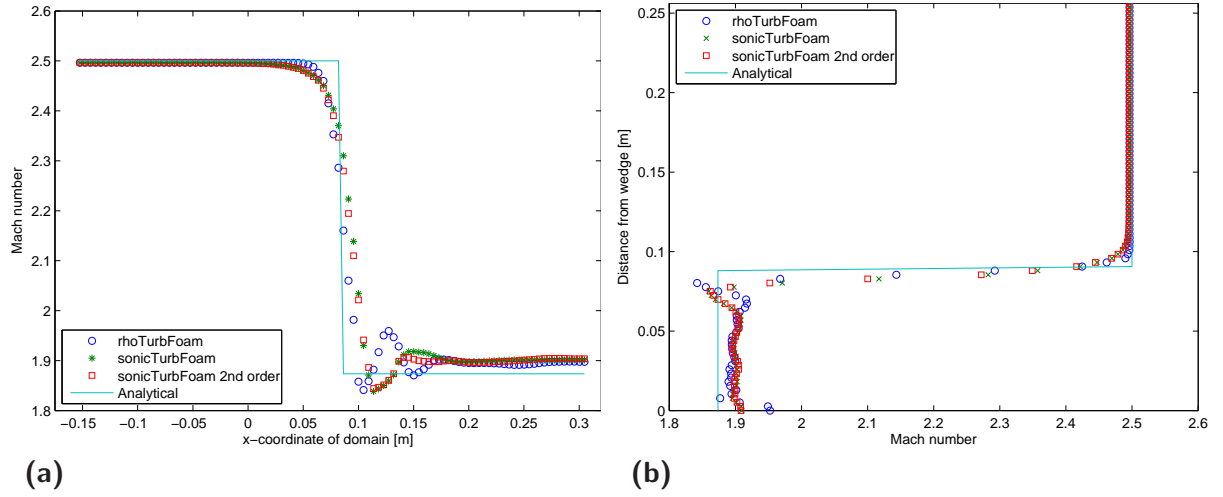 2.6
2.5
2.4
2.3
2.2
2.1
2
1.9
1.8
Mach number
rhoTurbFoam
sonicTurbFoam
sonicTurbFoam 2nd order
Analytical
−0.15 −0.1 −0.05 0 0.05 0.1 0.15 0.2 0.25 0.3
x−coordinate of domain [m]
(a)
0.25
0.2
0.15
0.1
0.05
0
Distance from wedge [m]
rhoTurbFoam
sonicTurbFoam
sonicTurbFoam 2nd order
Analytical
1.8 1.9 2 2.1 2.2 2.3 2.4 2.5 2.6
Mach number
(b)